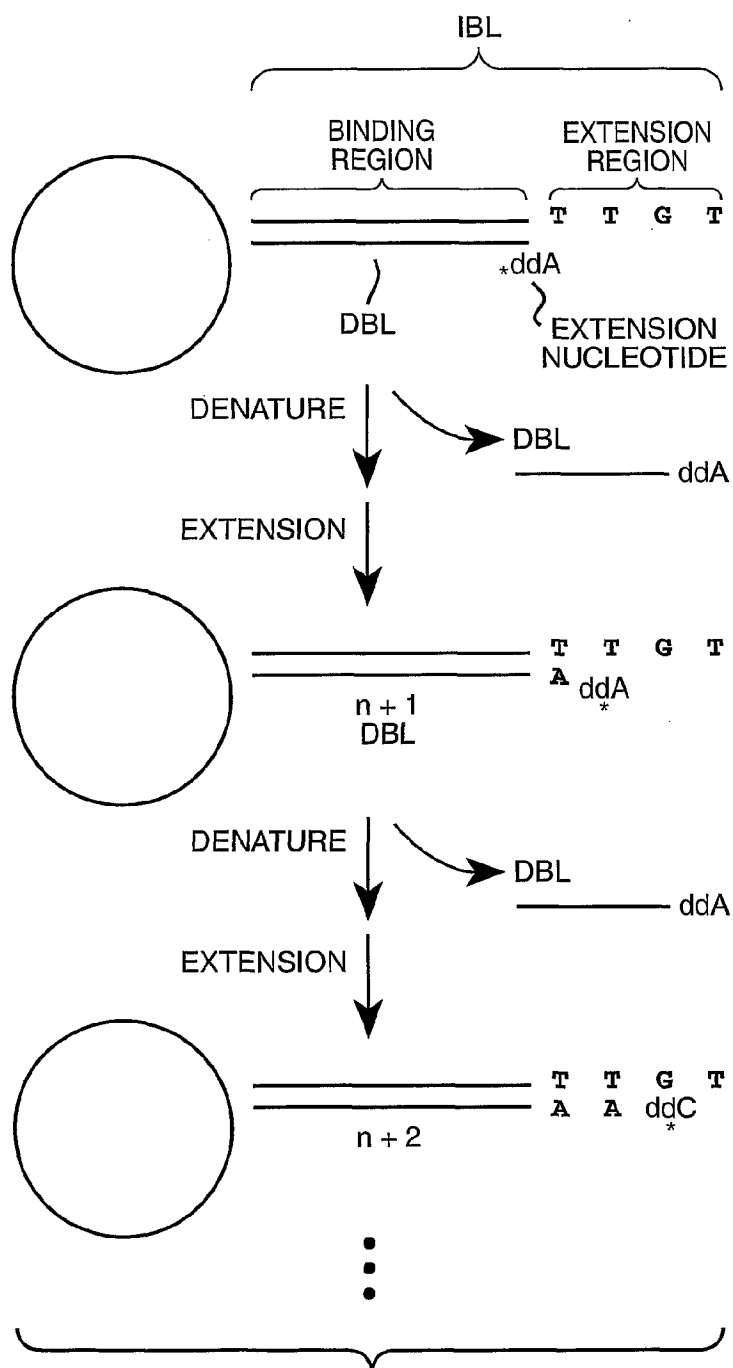 IBL
BINDING
REGION
EXTENSION
REGION
T T G T
*ddA
DBL
EXTENSION
NUCLEOTIDE
DENATURE
DBL
ddA
EXTENSION
T T G T
A ddA
*
n + 1
DBL
DENATURE
DBL
ddA
EXTENSION
T T G T
A A ddC
*
n + 2